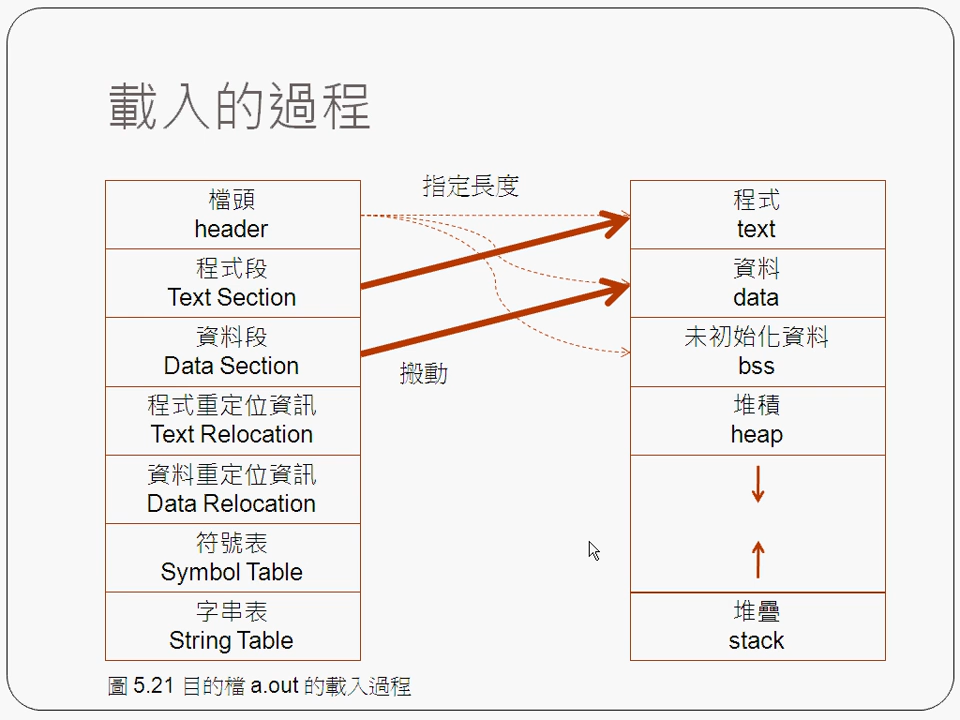 載入的過程
指定長度
檔頭
header
程式段
Text Section
資料段
Data Section
程式重定位資訊
Text Relocation
資料重定位資訊
Data Relocation
符號表
Symbol Table
字串表
String Table
搬動
程式
text
資料
data
未初始化資料
bss
堆積
heap
堆疊
stack
圖 5.21 目的檔 a.out 的載入過程